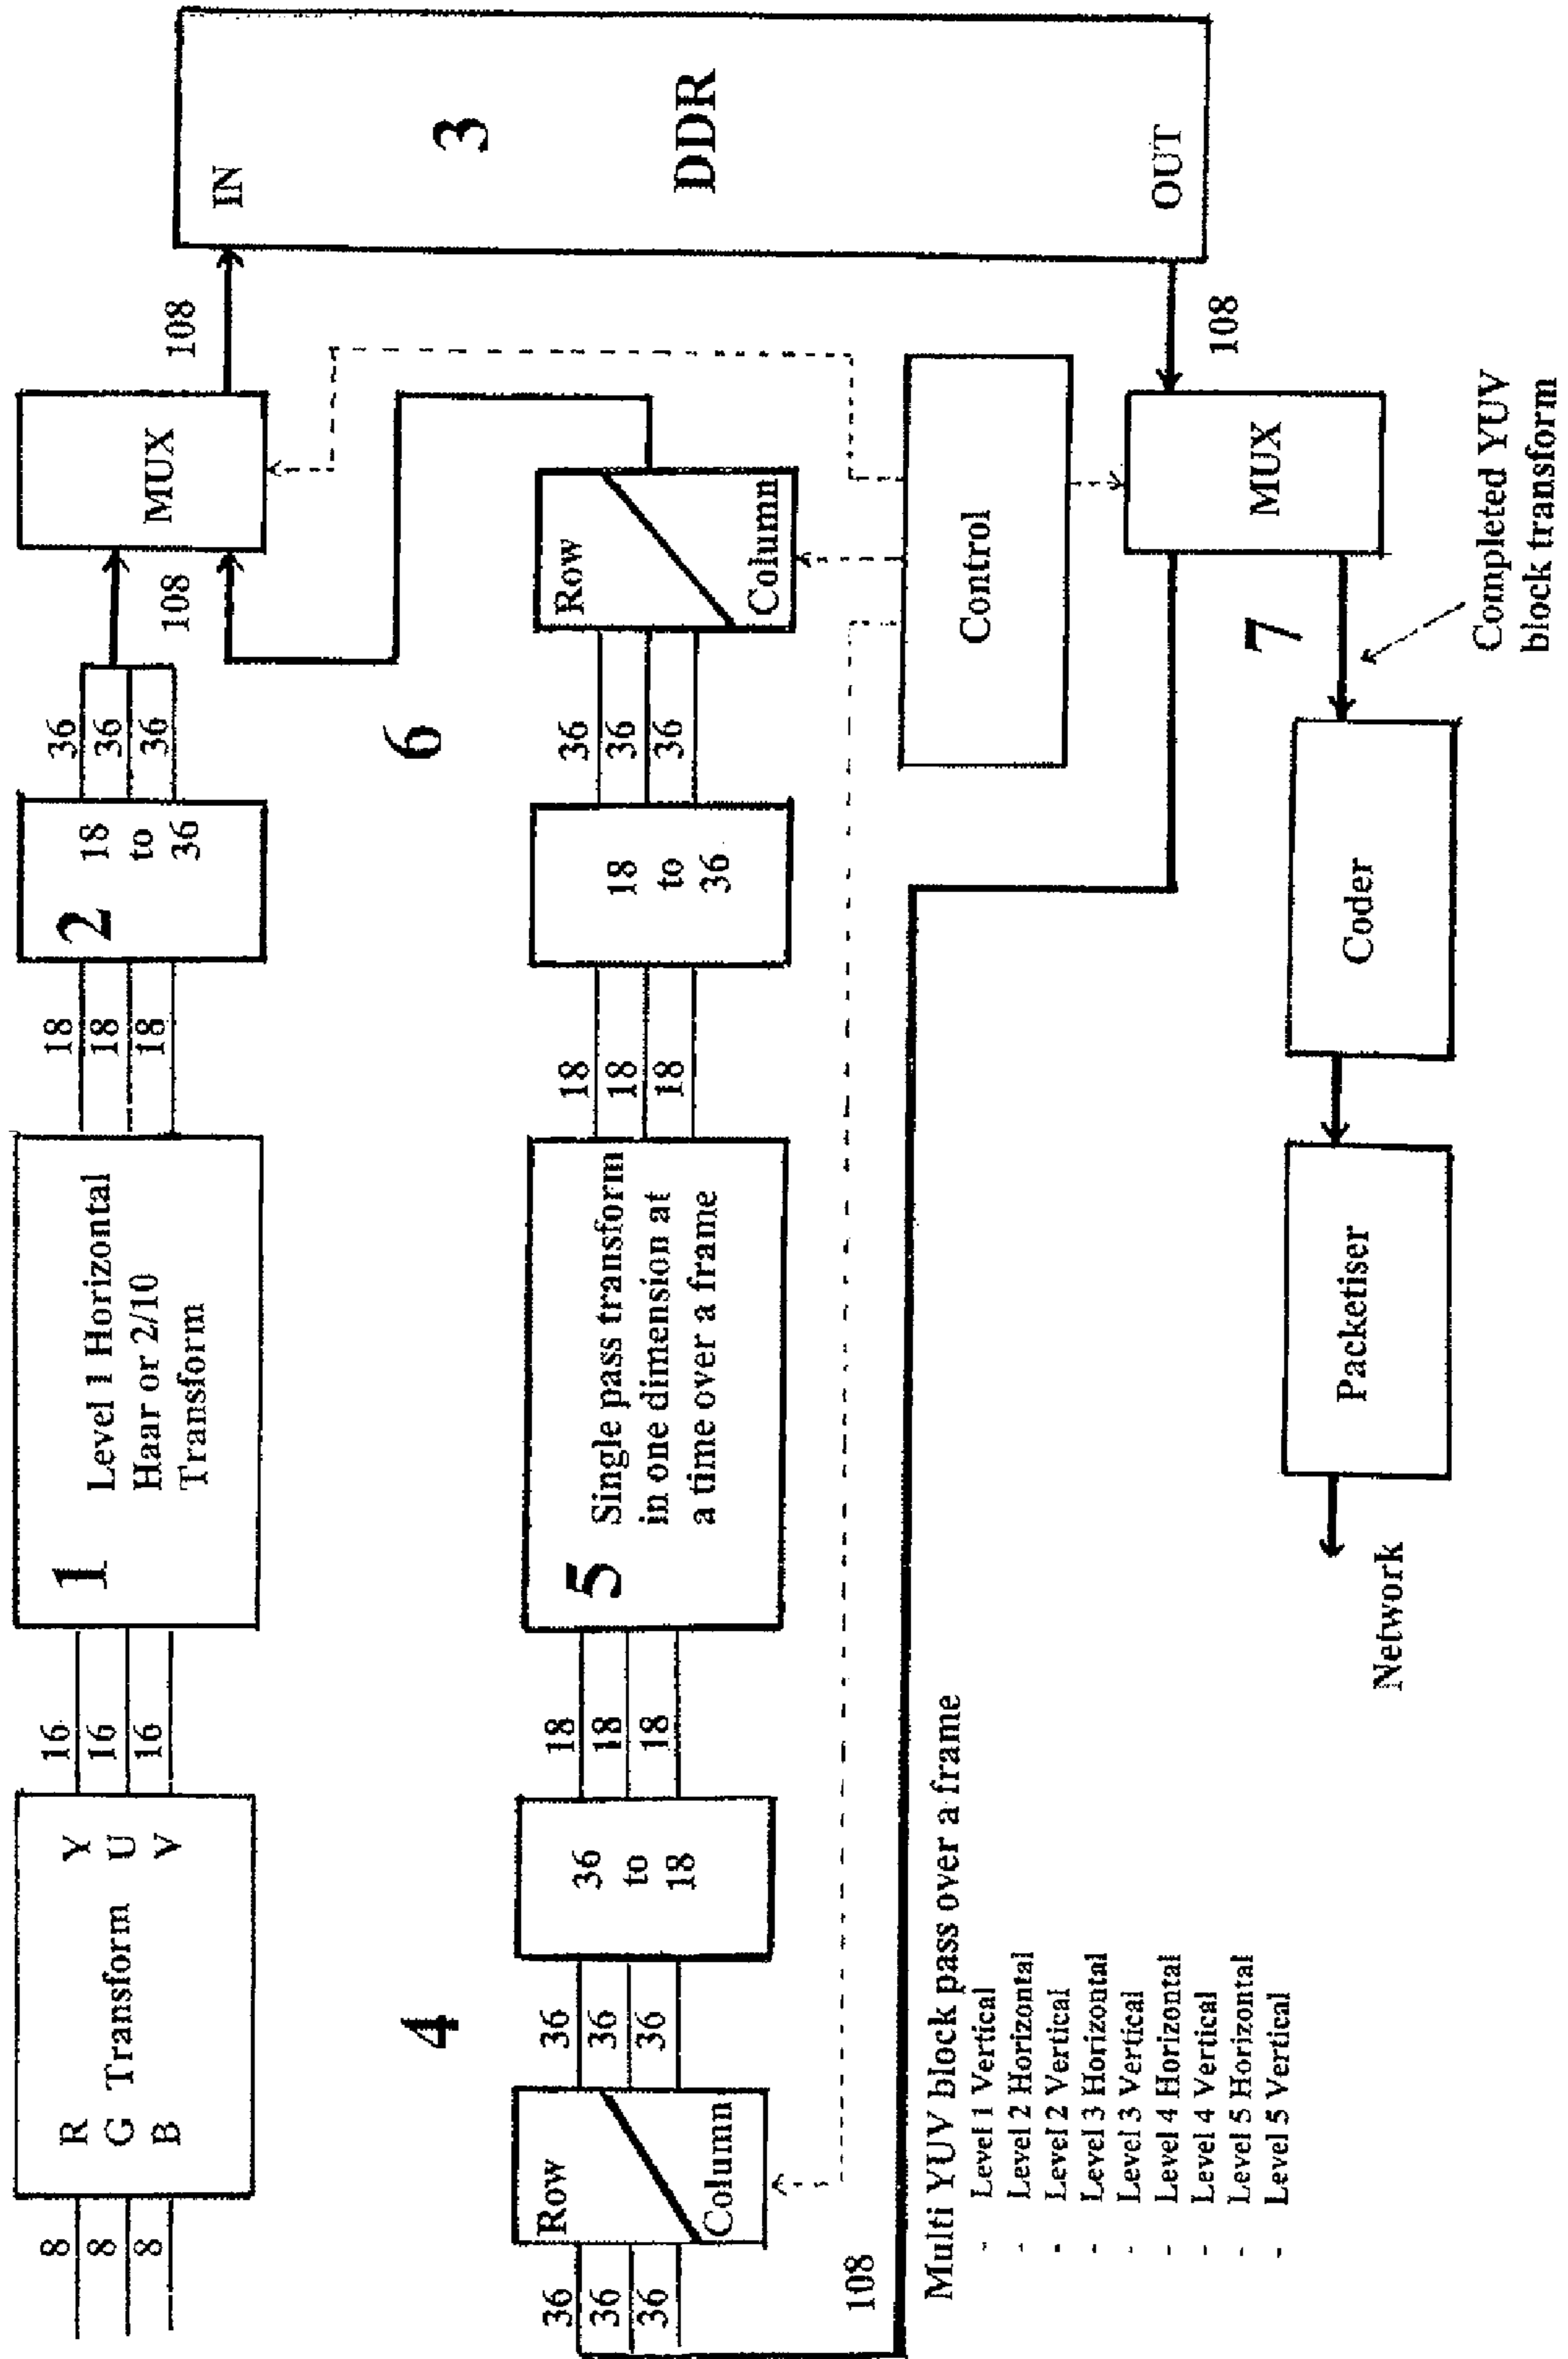 8
8
8
R
G
B
Transform
Y
U
V
16
16
16
1
Level 1 Horizontal
Haar or 2/10
Transform
18
18
18
2
18
to
36
36
36
36
108
MUX
108
IN
3
DDR
OUT
36
36
36
Row
Column
4
36
36
36
36
to
18
18
18
18
5
Single pass transform
in one dimension at
a time over a frame
18
18
18
18
to
36
6
36
36
36
Row
Column
108
Control
108
MUX
7
Completed YUV
block transform
Coder
Packetiser
Network
Multi YUV block pass over a frame
- Level 1 Vertical
- Level 2 Horizontal
- Level 2 Vertical
- Level 3 Horizontal
- Level 3 Vertical
- Level 4 Horizontal
- Level 4 Vertical
- Level 5 Horizontal
- Level 5 Vertical